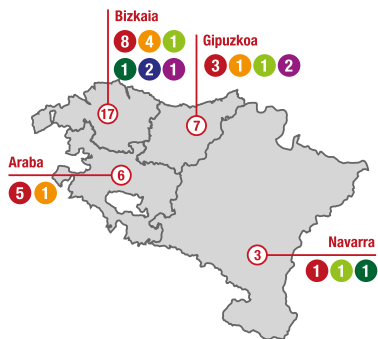 Bizkaia
8 4 1
1 2 1
Gipuzkoa
3 1 1 2
17
7
Araba
5 1
6
3
Navarra
1 1 1